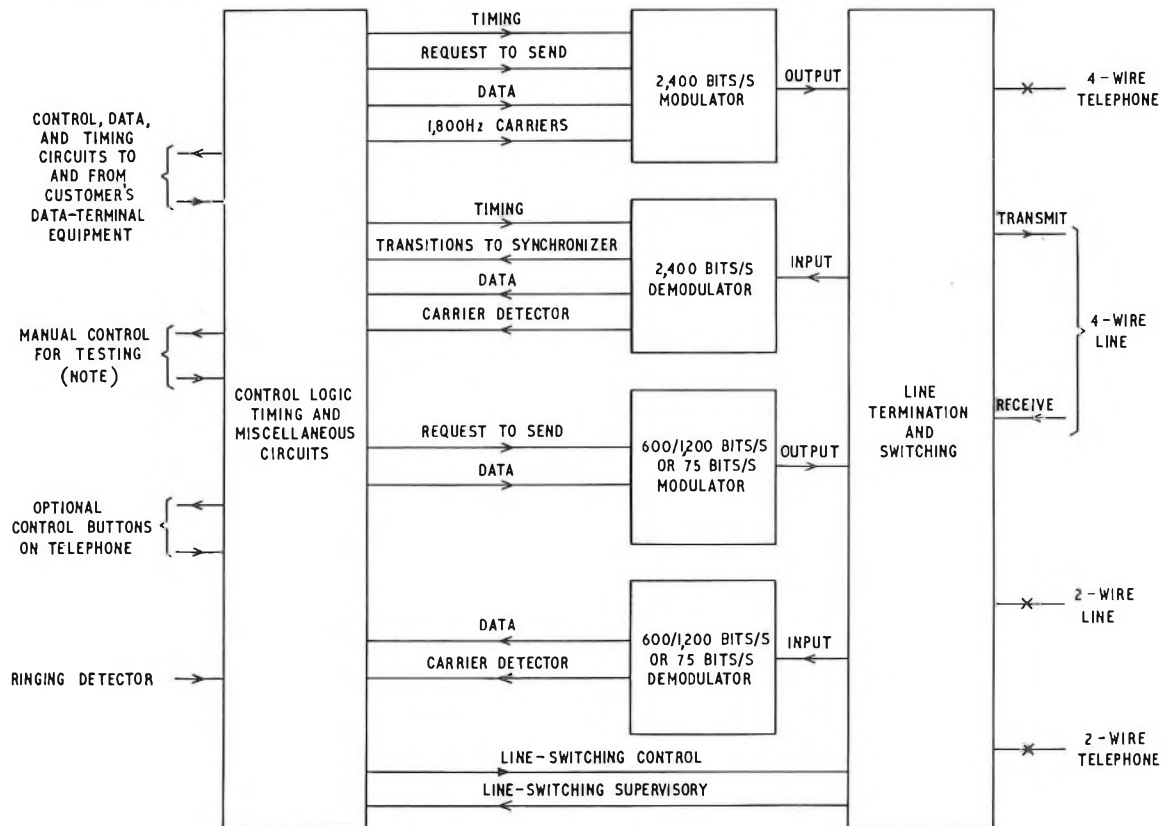 CONTROL, DATA,
AND TIMING
CIRCUITS TO
AND FROM
CUSTOMER'S
DATA-TERMINAL
EQUIPMENT
MANUAL CONTROL
FOR TESTING
(NOTE)
OPTIONAL
CONTROL BUTTONS
ON TELEPHONE
RINGING DETECTOR
CONTROL LOGIC
TIMING AND
MISCELLANEOUS
CIRCUITS
TIMING
REQUEST TO SEND
DATA
1,800HZ CARRIERS
2,400 BITS/S
MODULATOR
OUTPUT
TIMING
TRANSITIONS TO SYNCHRONIZER
DATA
CARRIER DETECTOR
2,400 BITS/S
DEMODULATOR
INPUT
REQUEST TO SEND
DATA
600/1,200 BITS/S
OR 75 BITS/S
MODULATOR
OUTPUT
DATA
CARRIER DETECTOR
600/1,200 BITS/S
OR 75 BITS/S
DEMODULATOR
INPUT
LINE-SWITCHING CONTROL
LINE-SWITCHING SUPERVISORY
LINE
TERMINATION
AND
SWITCHING
4-WIRE
TELEPHONE
TRANSMIT
4-WIRE
LINE
RECEIVE
2-WIRE
LINE
2-WIRE
TELEPHONE